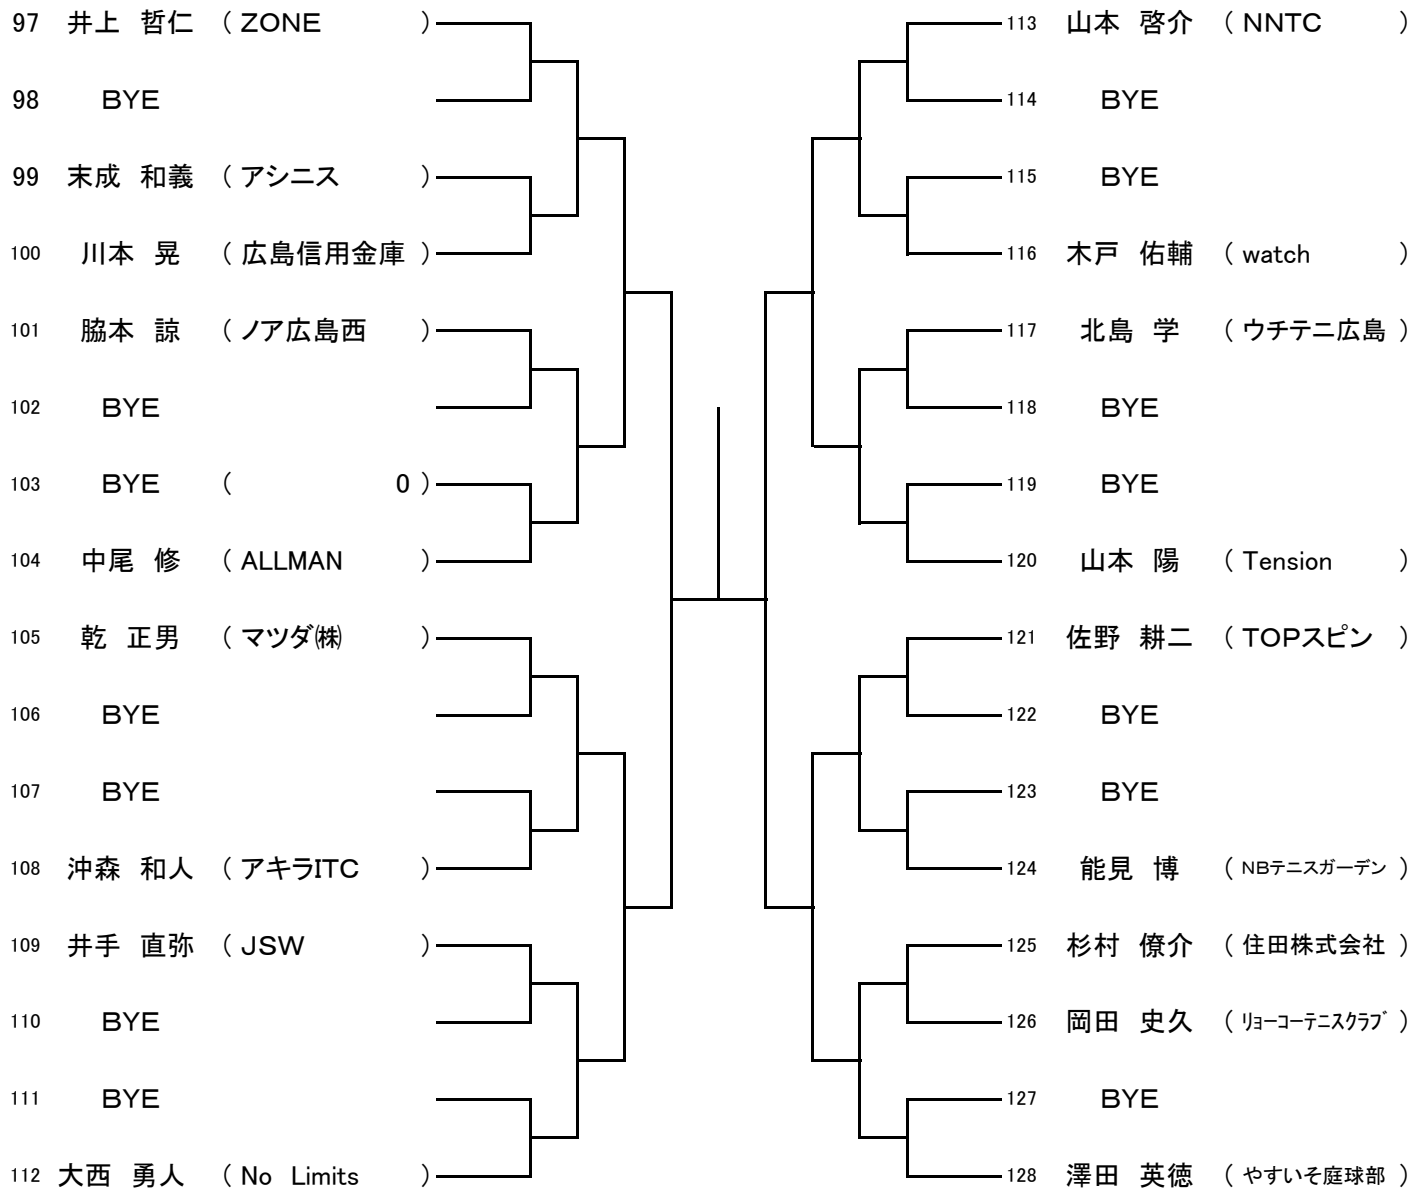 97 井上 哲仁 ( ZONE )
98 BYE
99 末成 和義 ( アシニス )
100 川本 晃 ( 広島信用金庫 )
101 脇本 諒 ( ノア広島西 )
102 BYE
103 BYE ( 0 )
104 中尾 修 ( ALLMAN )
105 乾 正男 ( マツダ㈱ )
106 BYE
107 BYE
108 沖森 和人 ( アキラITC )
109 井手 直弥 ( JSW )
110 BYE
111 BYE
112 大西 勇人 ( No Limits )
113 山本 啓介 ( NNTC )
114 BYE
115 BYE
116 木戸 佑輔 ( watch )
117 北島 学 ( ウチテニ広島 )
118 BYE
119 BYE
120 山本 陽 ( Tension )
121 佐野 耕二 ( TOPスピン )
122 BYE
123 BYE
124 能見 博 ( NBテニスガーデン )
125 杉村 僚介 ( 住田株式会社 )
126 岡田 史久 ( ﾘｮｰｺｰﾃﾆｽｸﾗﾌﾞ )
127 BYE
128 澤田 英徳 ( やすいそ庭球部 )